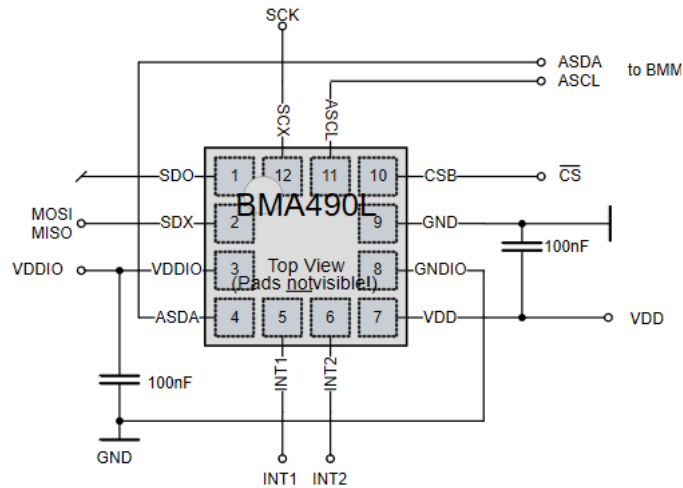 SCK
ASDA
ASCL
to BMM
SCX
ASCL
SDO
1
12
11
10
CSB
CS
MOSI
MISO
SDX
2
BMA490L
9
GND
100nF
VDDIO
VDDIO
3
Top View
(Pads notvisible!)
8
GNDIO
ASDA
4
5
6
7
VDD
VDD
INT1
INT2
100nF
GND
INT1
INT2